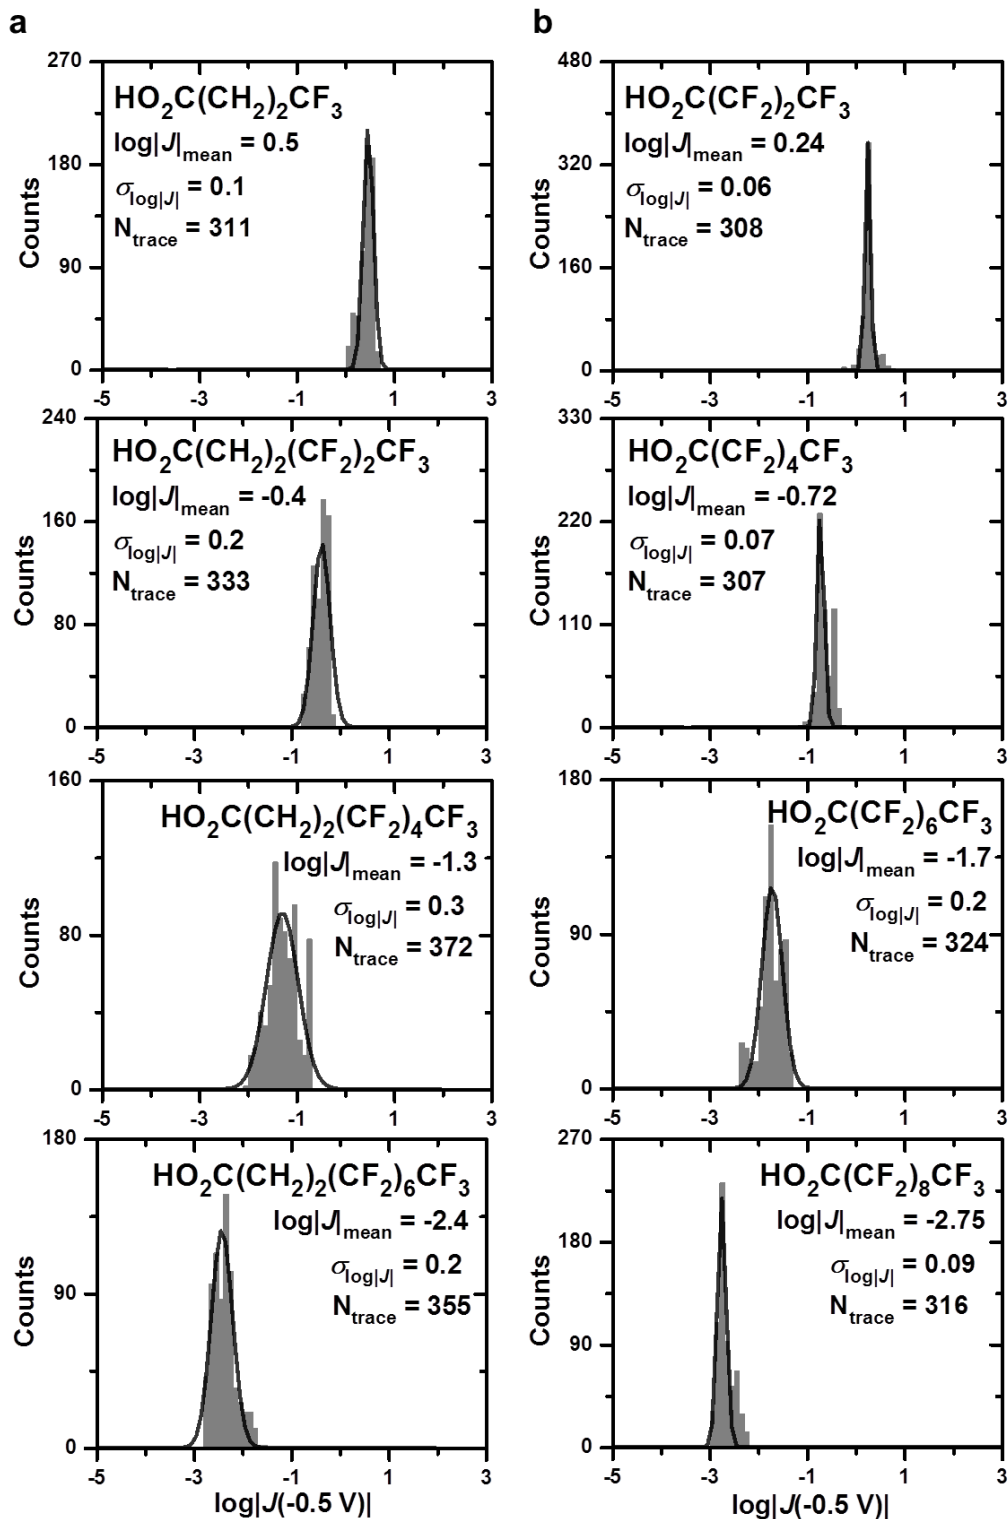 a
270
180
90
0
Counts
HO₂C(CH₂)₂CF₃
log|J|mean = 0.5
σlog|J| = 0.1
Ntrace = 311
-5 -3 -1 1 3
240
160
80
0
Counts
HO₂C(CH₂)₂(CF₂)₂CF₃
log|J|mean = -0.4
σlog|J| = 0.2
Ntrace = 333
-5 -3 -1 1 3
160
80
0
Counts
HO₂C(CH₂)₂(CF₂)₄CF₃
log|J|mean = -1.3
σlog|J| = 0.3
Ntrace = 372
-5 -3 -1 1 3
180
90
0
Counts
HO₂C(CH₂)₂(CF₂)₆CF₃
log|J|mean = -2.4
σlog|J| = 0.2
Ntrace = 355
-5 -3 -1 1 3
log|J(-0.5 V)|
b
480
320
160
0
Counts
HO₂C(CF₂)₂CF₃
log|J|mean = 0.24
σlog|J| = 0.06
Ntrace = 308
-5 -3 -1 1 3
330
220
110
0
Counts
HO₂C(CF₂)₄CF₃
log|J|mean = -0.72
σlog|J| = 0.07
Ntrace = 307
-5 -3 -1 1 3
180
90
0
Counts
HO₂C(CF₂)₆CF₃
log|J|mean = -1.7
σlog|J| = 0.2
Ntrace = 324
-5 -3 -1 1 3
270
180
90
0
Counts
HO₂C(CF₂)₈CF₃
log|J|mean = -2.75
σlog|J| = 0.09
Ntrace = 316
-5 -3 -1 1 3
log|J(-0.5 V)|